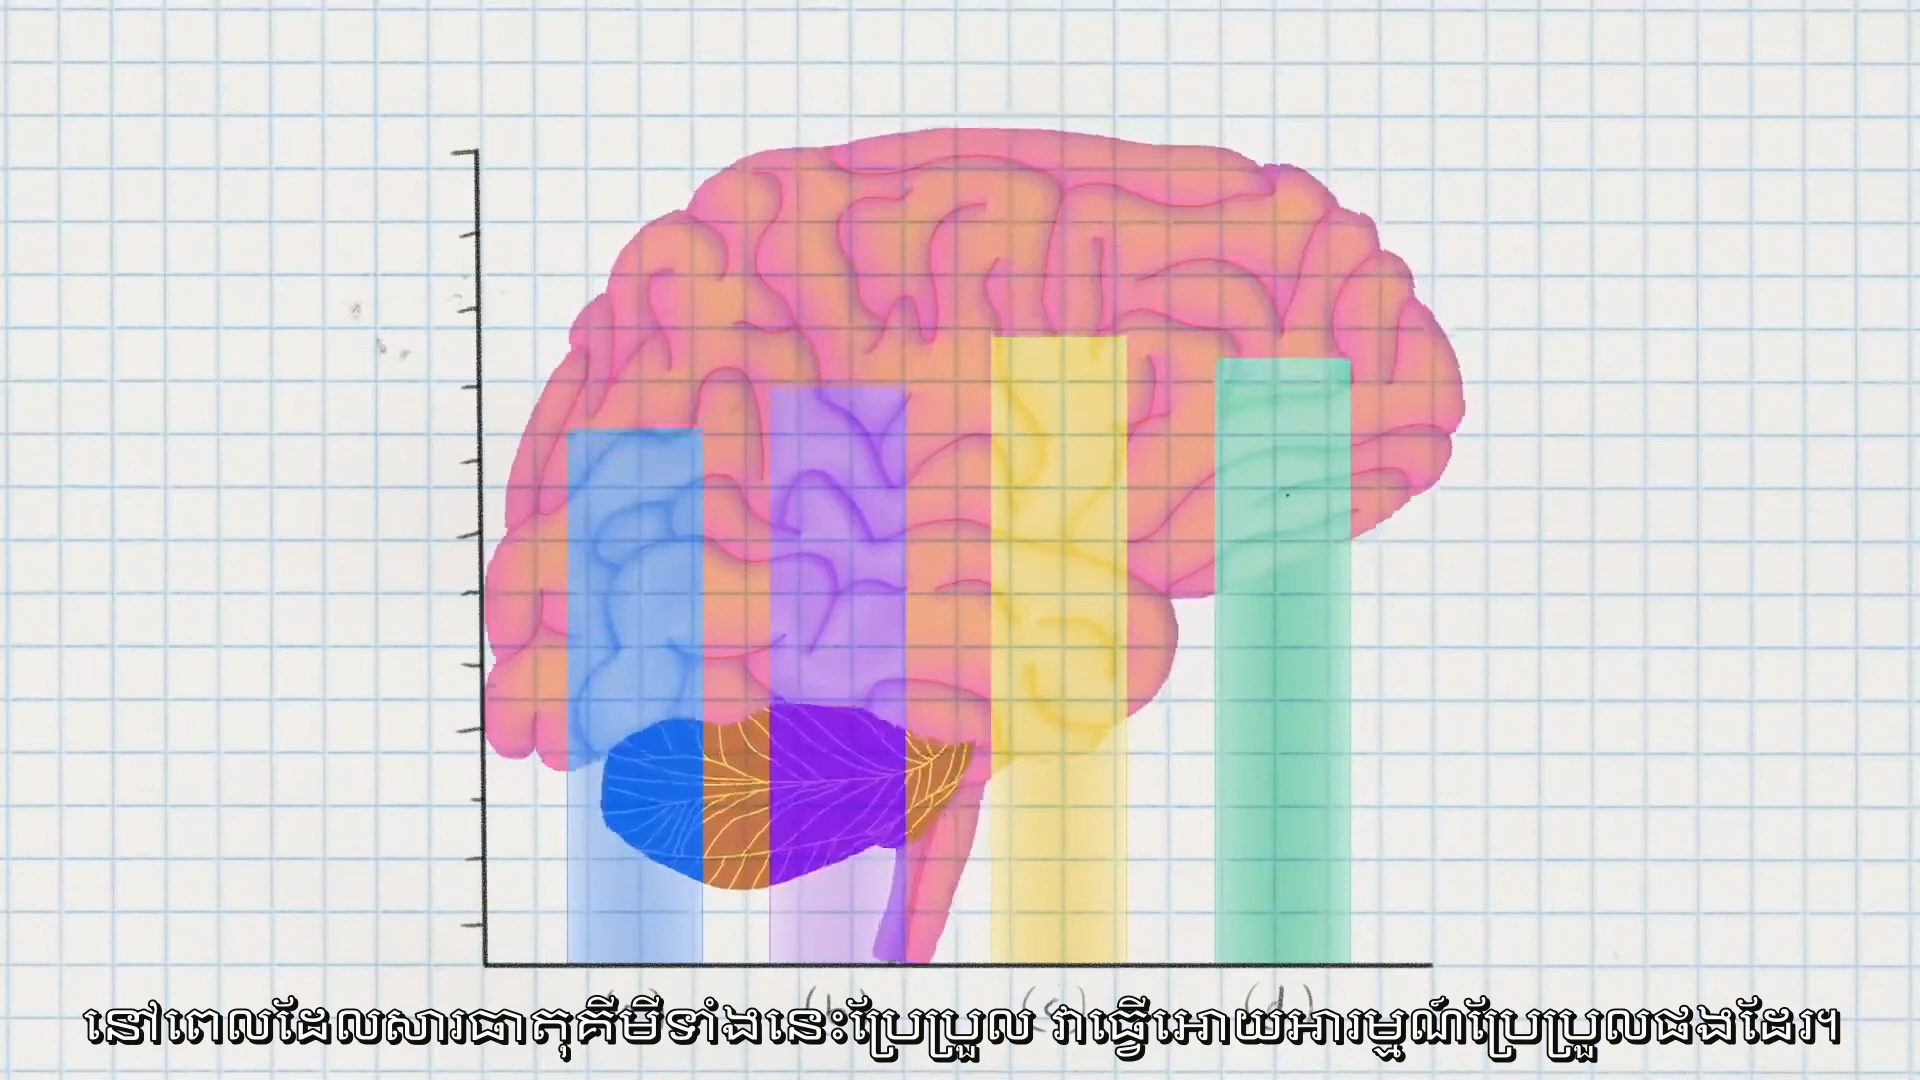 (b)
(c)
(d)
នៅពេលដែលសារធាតុគីមីទាំងនេះប្រែប្រួល វាធ្វើអោយអារម្មណ៍ប្រែប្រួលផងដែរ។